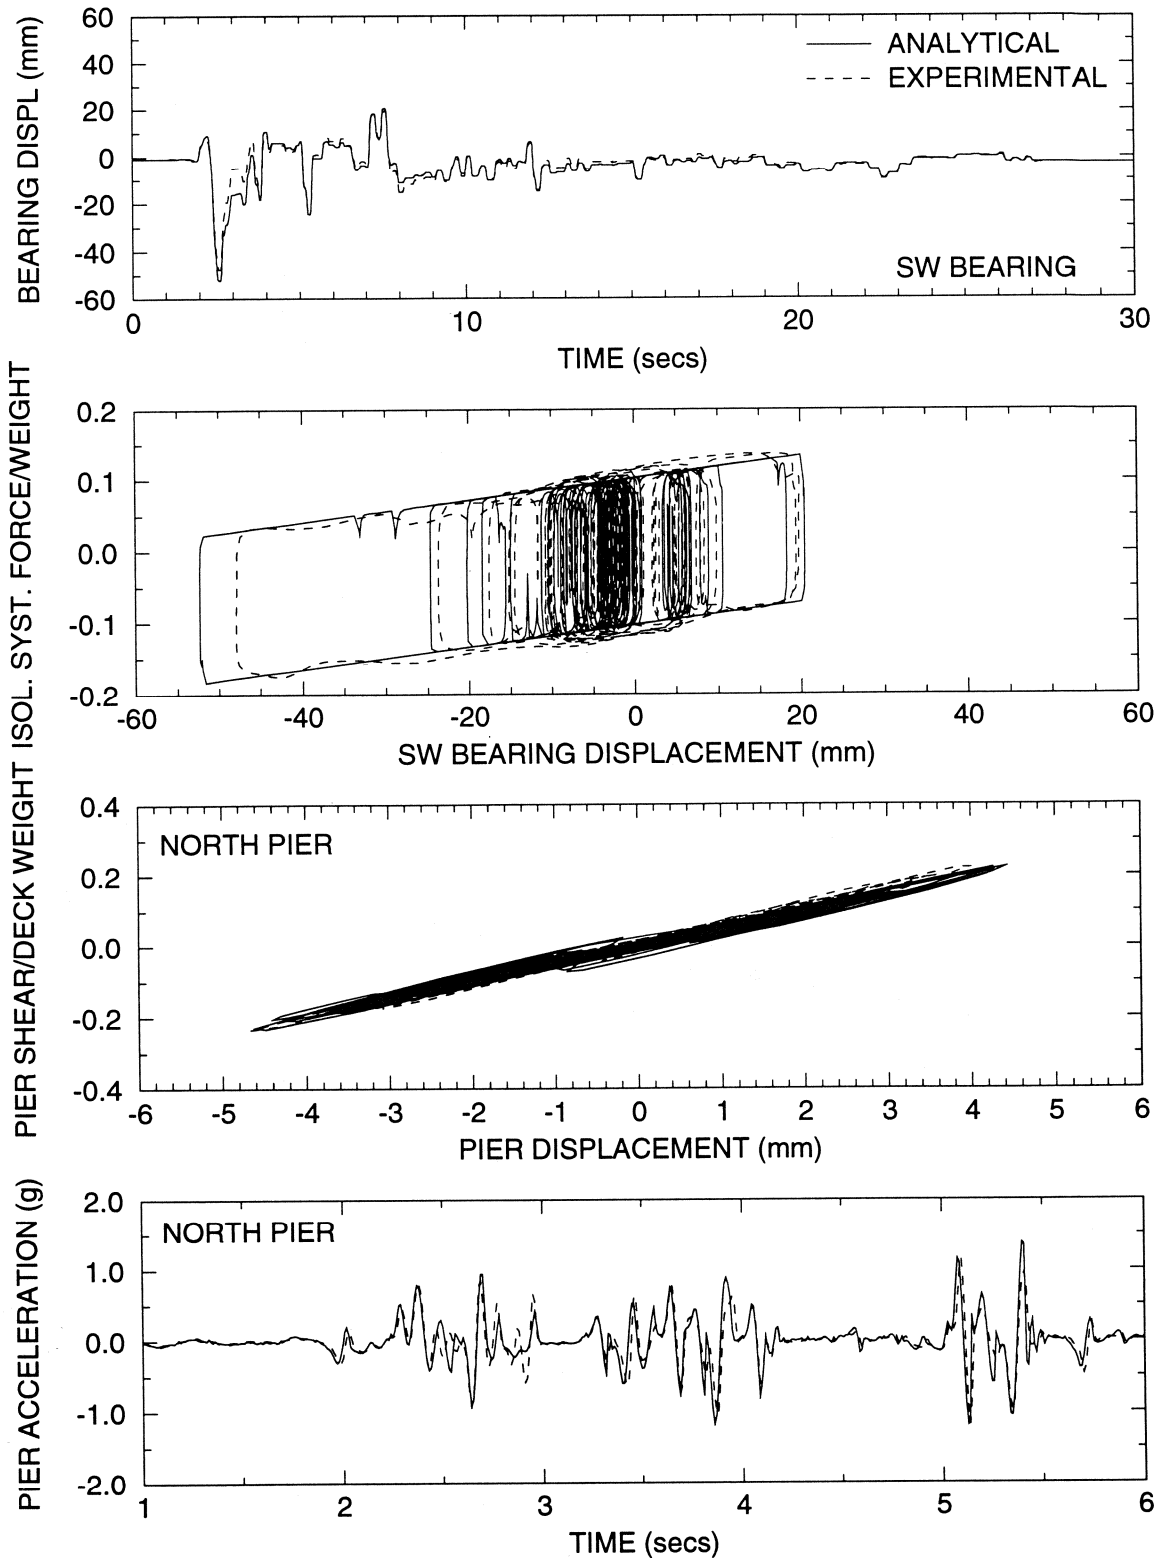 BEARING DISPL (mm)
60
40
20
0
-20
-40
-60
ANALYTICAL
EXPERIMENTAL
SW BEARING
0 10 20 30
TIME (secs)
ISOL. SYST. FORCE/WEIGHT
0.2
0.1
0.0
-0.1
-0.2
-60 -40 -20 0 20 40 60
SW BEARING DISPLACEMENT (mm)
PIER SHEAR/DECK WEIGHT
0.4
0.2
0.0
-0.2
-0.4
NORTH PIER
-6 -5 -4 -3 -2 -1 0 1 2 3 4 5 6
PIER DISPLACEMENT (mm)
PIER ACCELERATION (g)
2.0
1.0
0.0
-1.0
-2.0
NORTH PIER
1 2 3 4 5 6
TIME (secs)